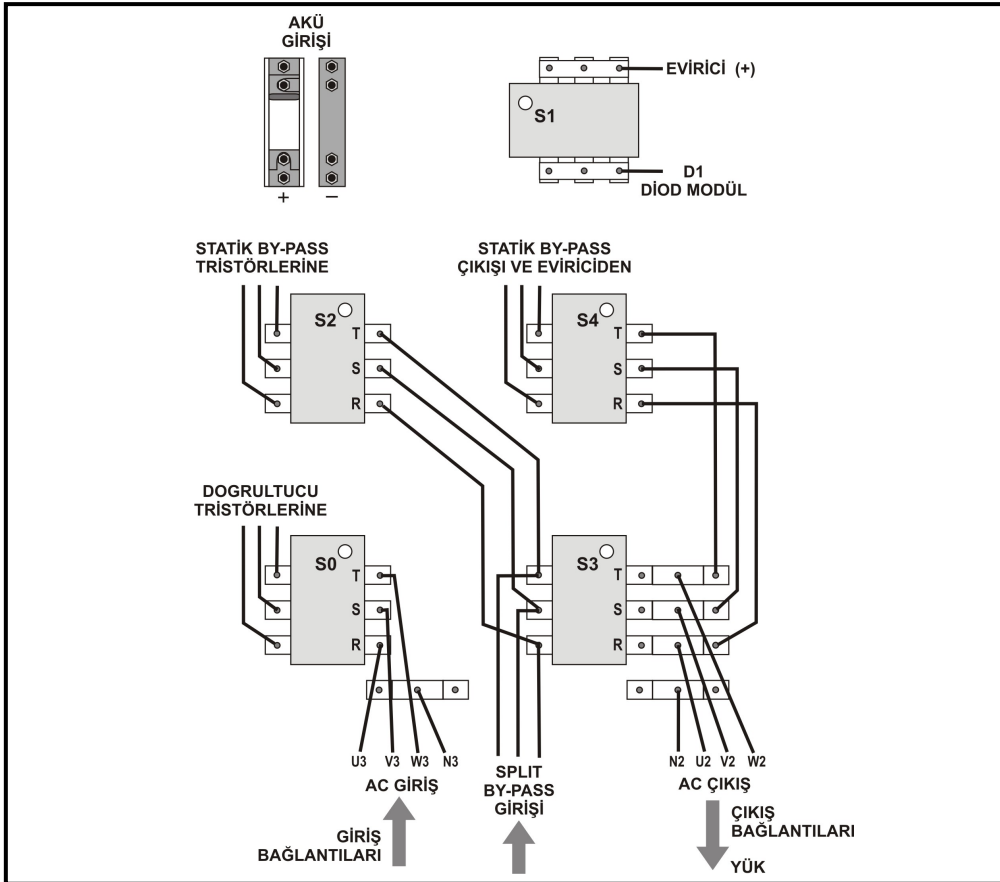 AKÜ
GİRİŞİ
+ −
EVİRİCİ (+)
S1
D1
DİOD MODÜL
STATİK BY-PASS
TRİSTÖRLERİNE
S2
T
S
R
STATİK BY-PASS
ÇIKIŞI VE EVİRİCİDEN
S4
T
S
R
DOGRULTUCU
TRİSTÖRLERİNE
S0
T
S
R
S3
T
S
R
U3 V3 W3 N3
AC GİRİŞ
GİRİŞ
BAĞLANTILARI
SPLIT
BY-PASS
GİRİŞİ
N2 U2 V2 W2
AC ÇIKIŞ
ÇIKIŞ
BAĞLANTILARI
YÜK